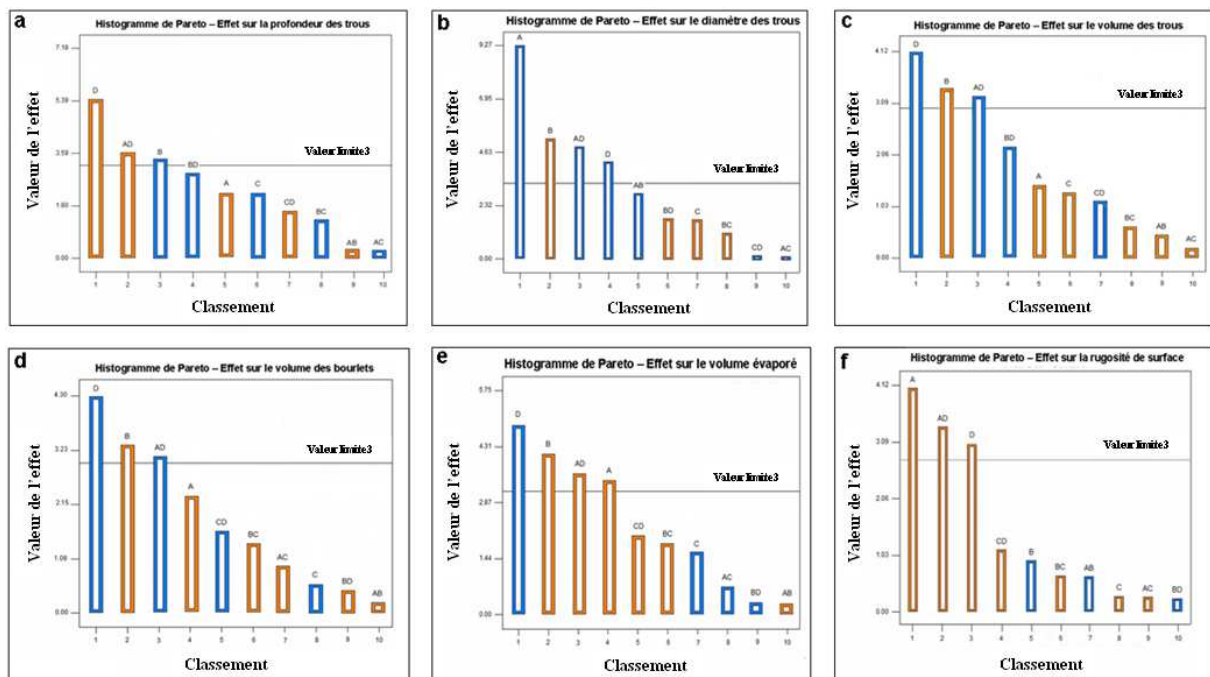 a
Histogramme de Pareto – Effet sur la profondeur des trous
Valeur de l'effet
7.18
5.39
3.59
1.80
0.00
D
AD
B
BD
A
C
CD
BC
AB
AC
Valeur limite3
1 2 3 4 5 6 7 8 9 10
Classement
b
Histogramme de Pareto – Effet sur le diamètre des trous
Valeur de l'effet
9.27
6.95
4.63
2.32
0.00
A
B
AD
D
AB
BD
C
BC
CD
AC
Valeur limite3
1 2 3 4 5 6 7 8 9 10
Classement
c
Histogramme de Pareto – Effet sur le volume des trous
Valeur de l'effet
4.12
3.09
2.06
1.03
0.00
D
B
AD
BD
A
C
CD
BC
AB
AC
Valeur limite3
1 2 3 4 5 6 7 8 9 10
Classement
d
Histogramme de Pareto – Effet sur le volume des bourlets
Valeur de l'effet
4.30
3.23
2.15
1.08
0.00
D
B
AD
A
CD
BC
AC
C
BD
AB
Valeur limite3
1 2 3 4 5 6 7 8 9 10
Classement
e
Histogramme de Pareto – Effet sur le volume évaporé
Valeur de l'effet
5.75
4.31
2.87
1.44
0.00
D
B
AD
A
CD
BC
C
AC
BD
AB
Valeur limite3
1 2 3 4 5 6 7 8 9 10
Classement
f
Histogramme de Pareto – Effet sur la rugosité de surface
Valeur de l'effet
4.12
3.09
2.06
1.03
0.00
A
AD
D
CD
B
BC
AB
C
AC
BD
Valeur limite3
1 2 3 4 5 6 7 8 9 10
Classement